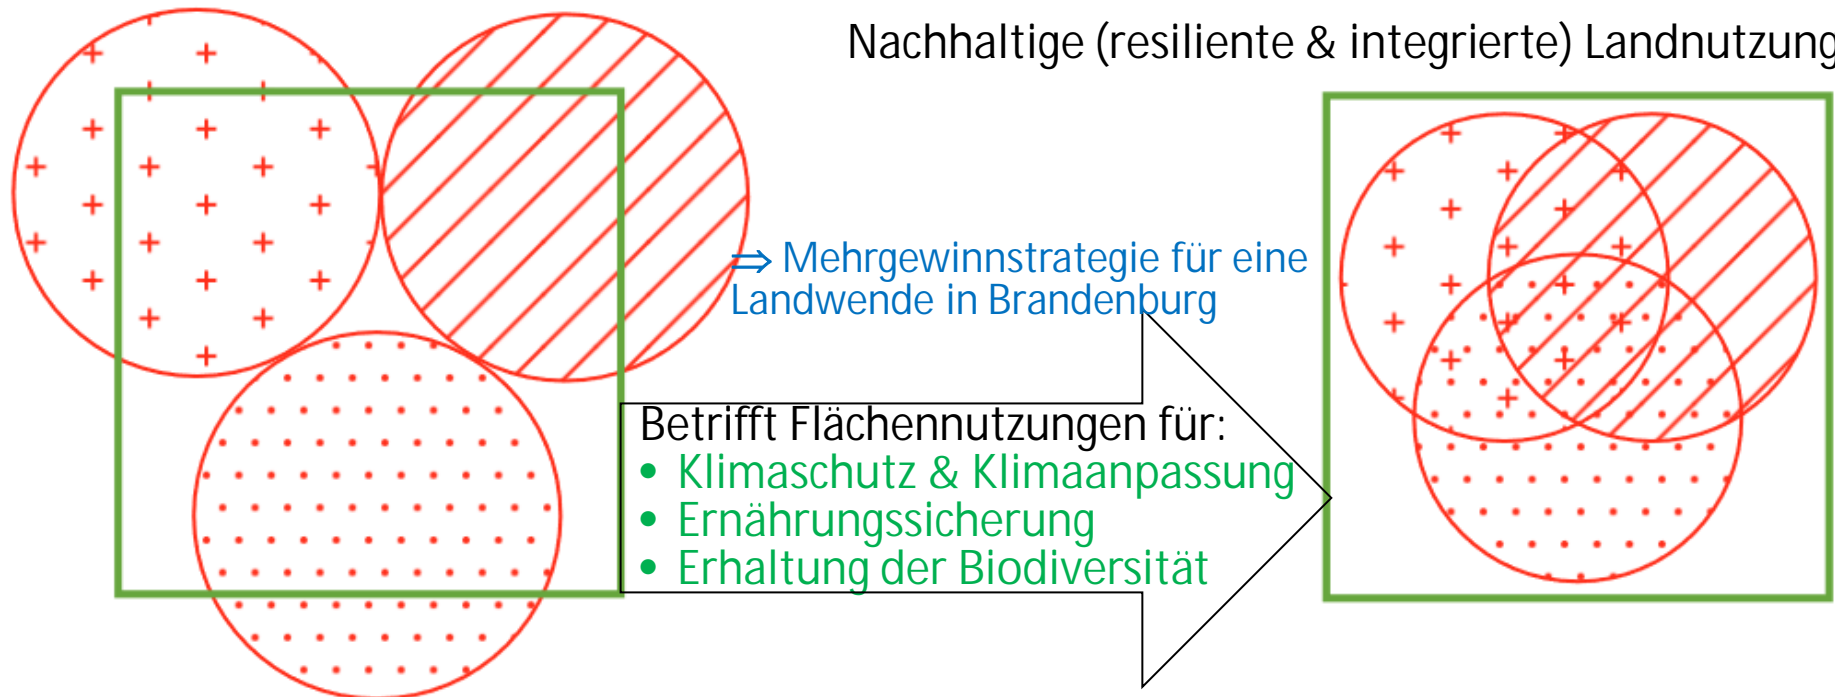 Nachhaltige (resiliente & integrierte) Landnutzung
⇒ Mehrgewinnstrategie für eine
Landwende in Brandenburg
Betrifft Flächennutzungen für:
• Klimaschutz & Klimaanpassung
• Ernährungssicherung
• Erhaltung der Biodiversität